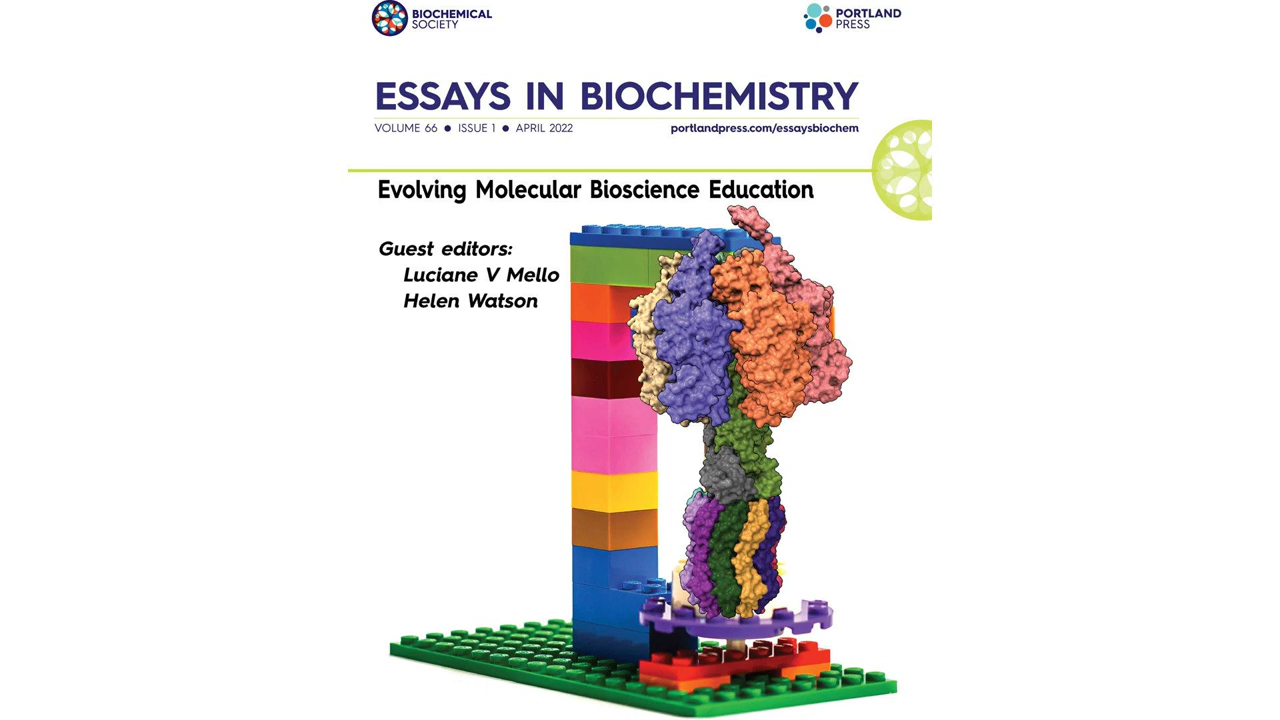 BIOCHEMICAL
SOCIETY
PORTLAND
PRESS
ESSAYS IN BIOCHEMISTRY
VOLUME 66 ● ISSUE 1 ● APRIL 2022
portlandpress.com/essaysbiochem
Evolving Molecular Bioscience Education
Guest editors:
Luciane V Mello
Helen Watson